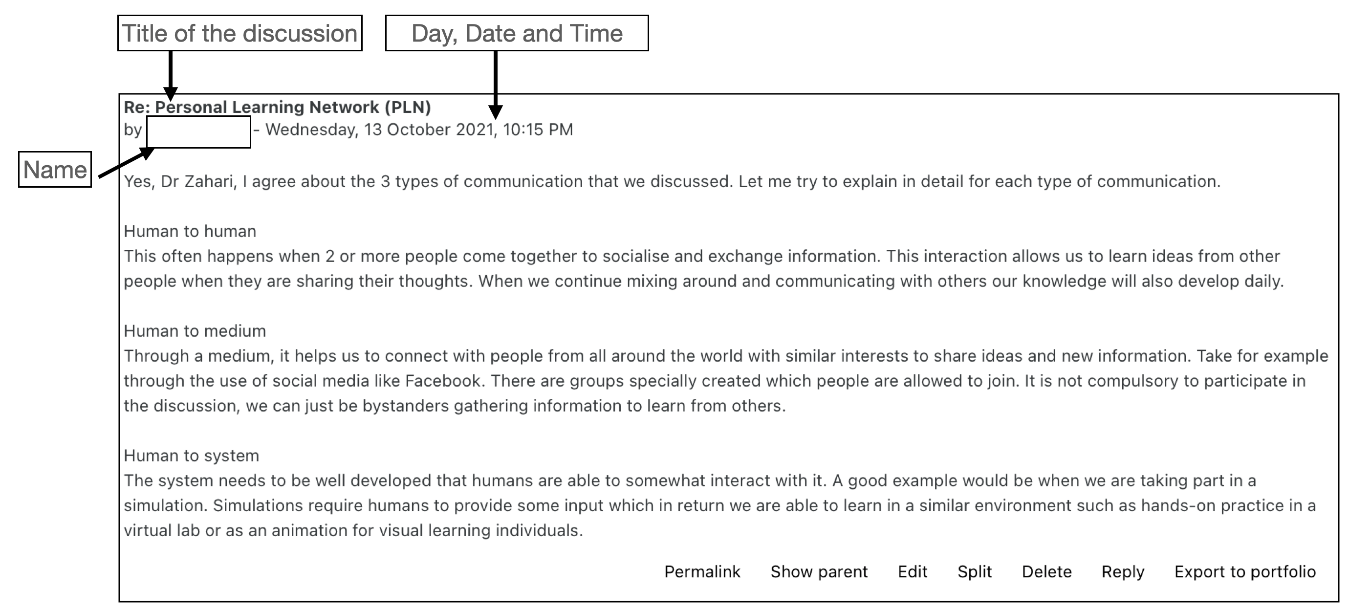 Title of the discussion
Day, Date and Time
Re: Personal Learning Network (PLN)
by - Wednesday, 13 October 2021, 10:15 PM
Name
Yes, Dr Zahari, I agree about the 3 types of communication that we discussed. Let me try to explain in detail for each type of communication.
Human to human
This often happens when 2 or more people come together to socialise and exchange information. This interaction allows us to learn ideas from other
people when they are sharing their thoughts. When we continue mixing around and communicating with others our knowledge will also develop daily.
Human to medium
Through a medium, it helps us to connect with people from all around the world with similar interests to share ideas and new information. Take for example
through the use of social media like Facebook. There are groups specially created which people are allowed to join. It is not compulsory to participate in
the discussion, we can just be bystanders gathering information to learn from others.
Human to system
The system needs to be well developed that humans are able to somewhat interact with it. A good example would be when we are taking part in a
simulation. Simulations require humans to provide some input which in return we are able to learn in a similar environment such as hands-on practice in a
virtual lab or as an animation for visual learning individuals.
Permalink Show parent Edit Split Delete Reply Export to portfolio